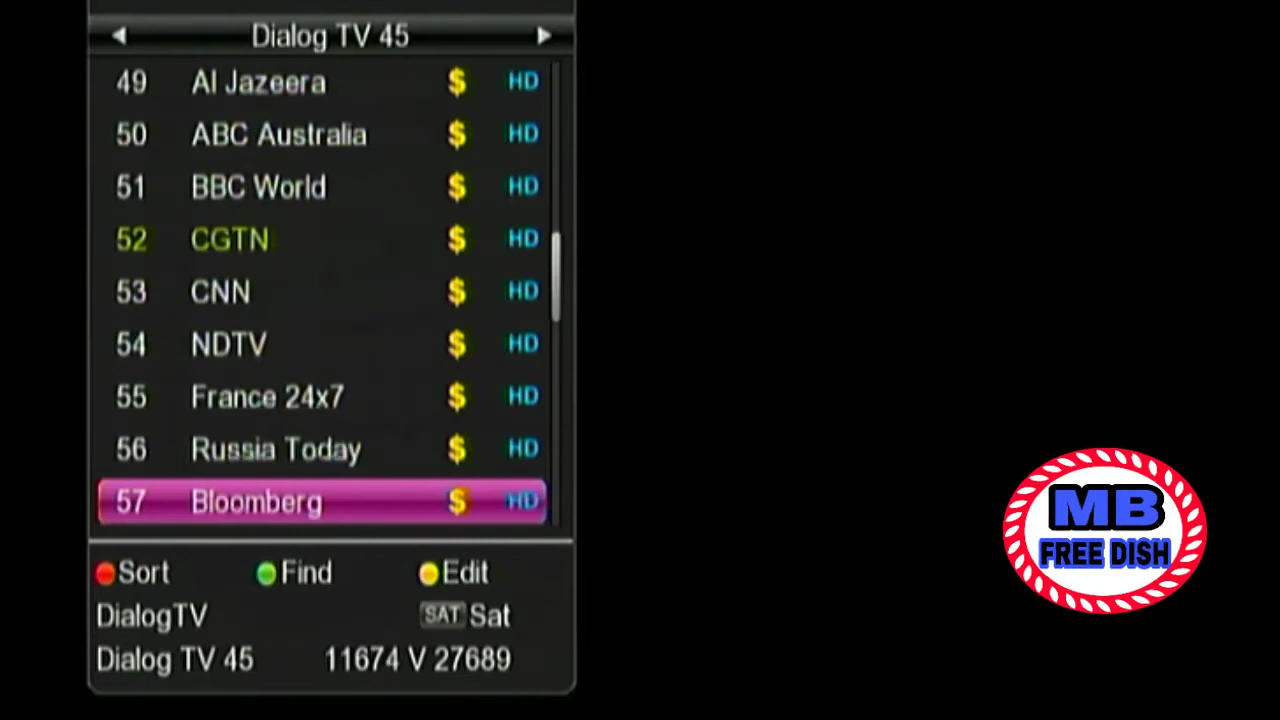 Dialog TV 45
49 Al Jazeera $ HD
50 ABC Australia $ HD
51 BBC World $ HD
52 CGTN $ HD
53 CNN $ HD
54 NDTV $ HD
55 France 24x7 $ HD
56 Russia Today $ HD
57 Bloomberg $ HD
Sort Find Edit
DialogTV SAT Sat
Dialog TV 45 11674 V 27689
MB
FREE DISH